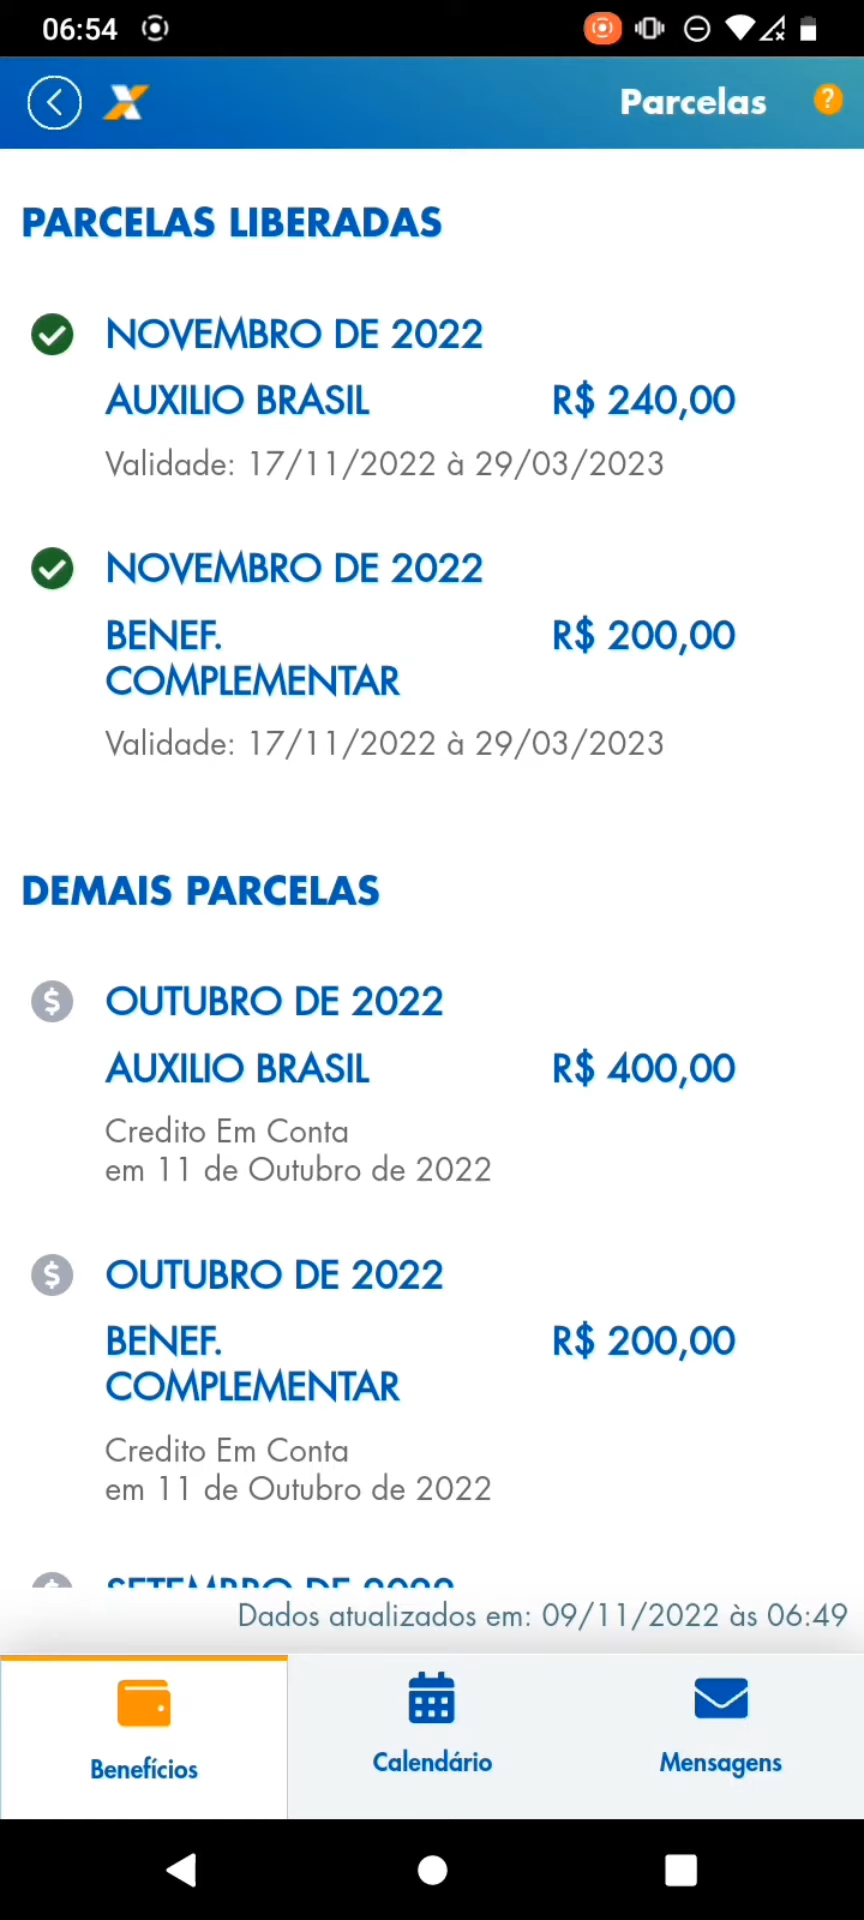 06:54
Parcelas
?
PARCELAS LIBERADAS
NOVEMBRO DE 2022
AUXILIO BRASIL R$ 240,00
Validade: 17/11/2022 à 29/03/2023
NOVEMBRO DE 2022
BENEF. R$ 200,00
COMPLEMENTAR
Validade: 17/11/2022 à 29/03/2023
DEMAIS PARCELAS
$ OUTUBRO DE 2022
AUXILIO BRASIL R$ 400,00
Credito Em Conta
em 11 de Outubro de 2022
$ OUTUBRO DE 2022
BENEF. R$ 200,00
COMPLEMENTAR
Credito Em Conta
em 11 de Outubro de 2022
SETEMBRO DE 2022
Dados atualizados em: 09/11/2022 às 06:49
Benefícios Calendário Mensagens